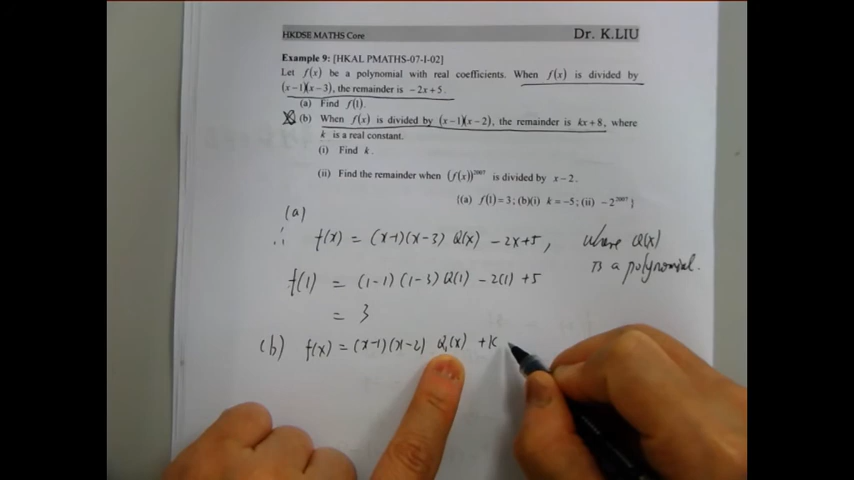 HKDSE MATHS Core Dr. K.LIU
Example 9: [HKAL PMATHS-07-I-02]
Let f(x) be a polynomial with real coefficients. When f(x) is divided by
(x−1)(x−3), the remainder is −2x+5.
(a) Find f(1).
(b) When f(x) is divided by (x−1)(x−2), the remainder is kx+8, where
k is a real constant.
(i) Find k.
(ii) Find the remainder when (f(x))²⁰⁰⁷ is divided by x−2.
{(a) f(1)=3; (b)(i) k=−5; (ii) −2²⁰⁰⁷}
(a)
∴ f(x) = (x−1)(x−3) Q(x) − 2x+5, where Q(x)
is a polynomial.
f(1) = (1−1)(1−3) Q(1) − 2(1) + 5
= 3
(b) f(x) = (x−1)(x−2) Q₁(x) + k